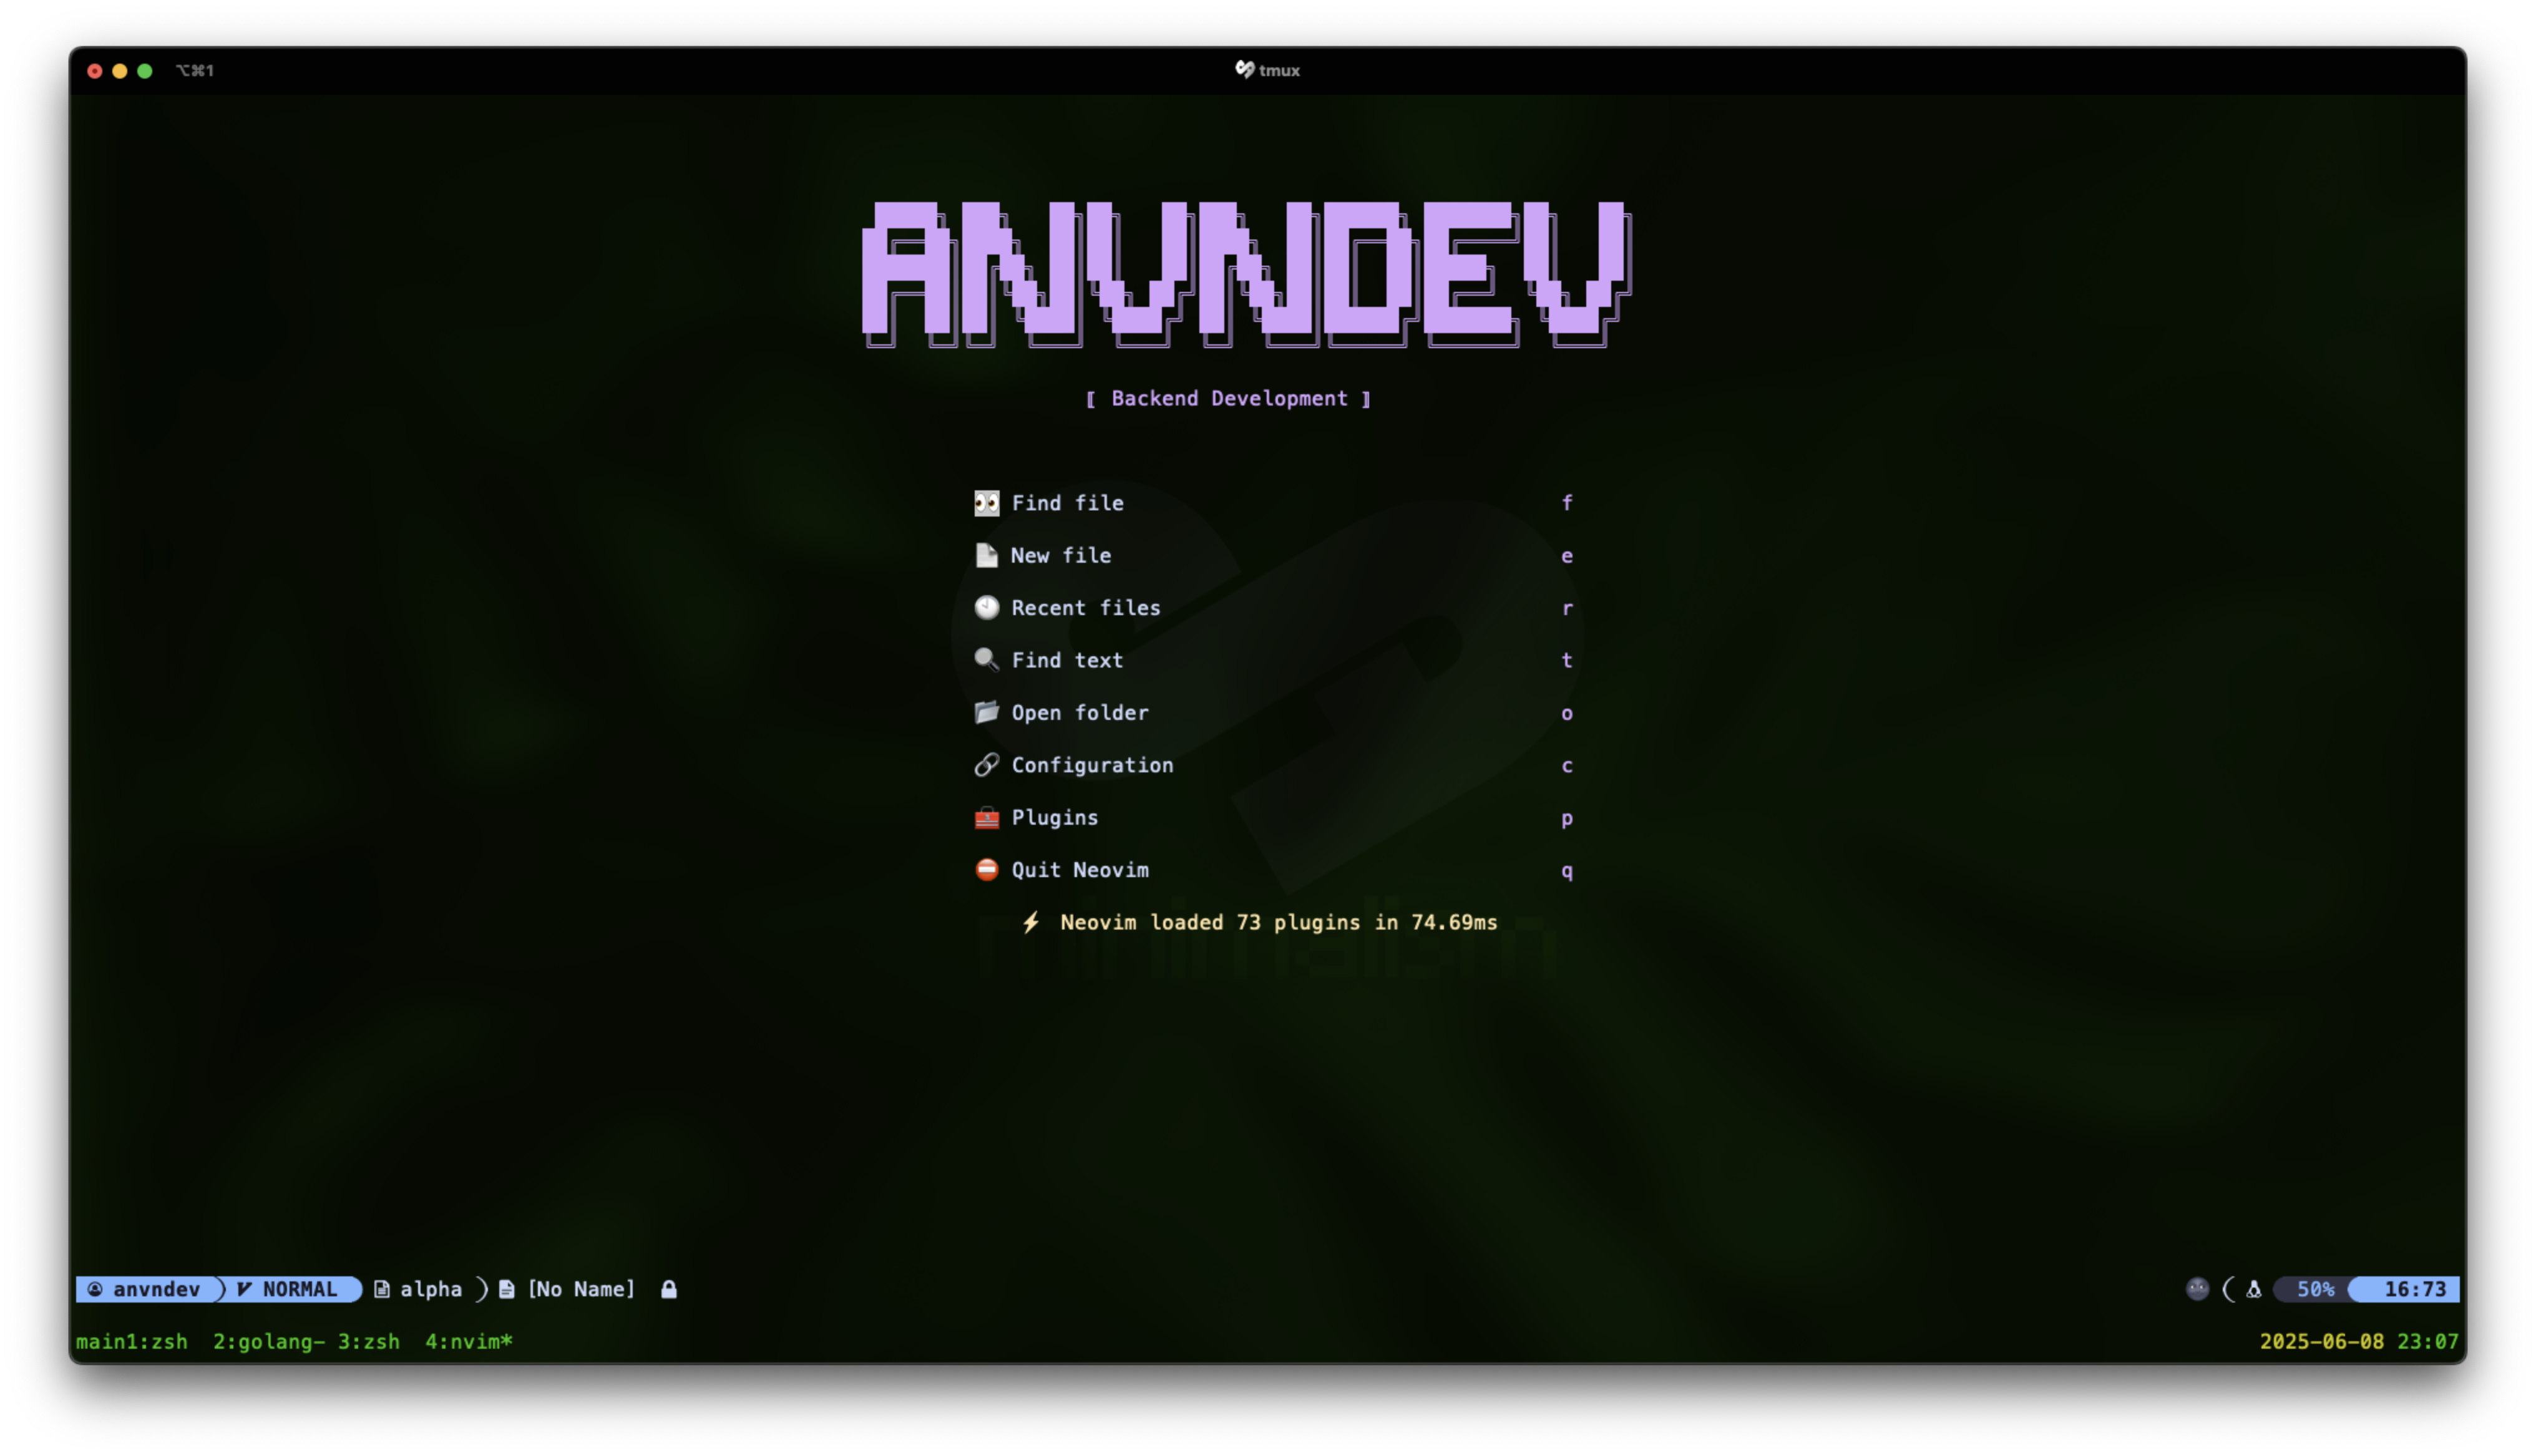 ⌥⌘1 tmux
ANVNDEV
[ Backend Development ]
Find file f
New file e
Recent files r
Find text t
Open folder o
Configuration c
Plugins p
Quit Neovim q
Neovim loaded 73 plugins in 74.69ms
minimalism
anvndev NORMAL alpha [No Name] 50% 16:73
main1:zsh 2:golang- 3:zsh 4:nvim* 2025-06-08 23:07